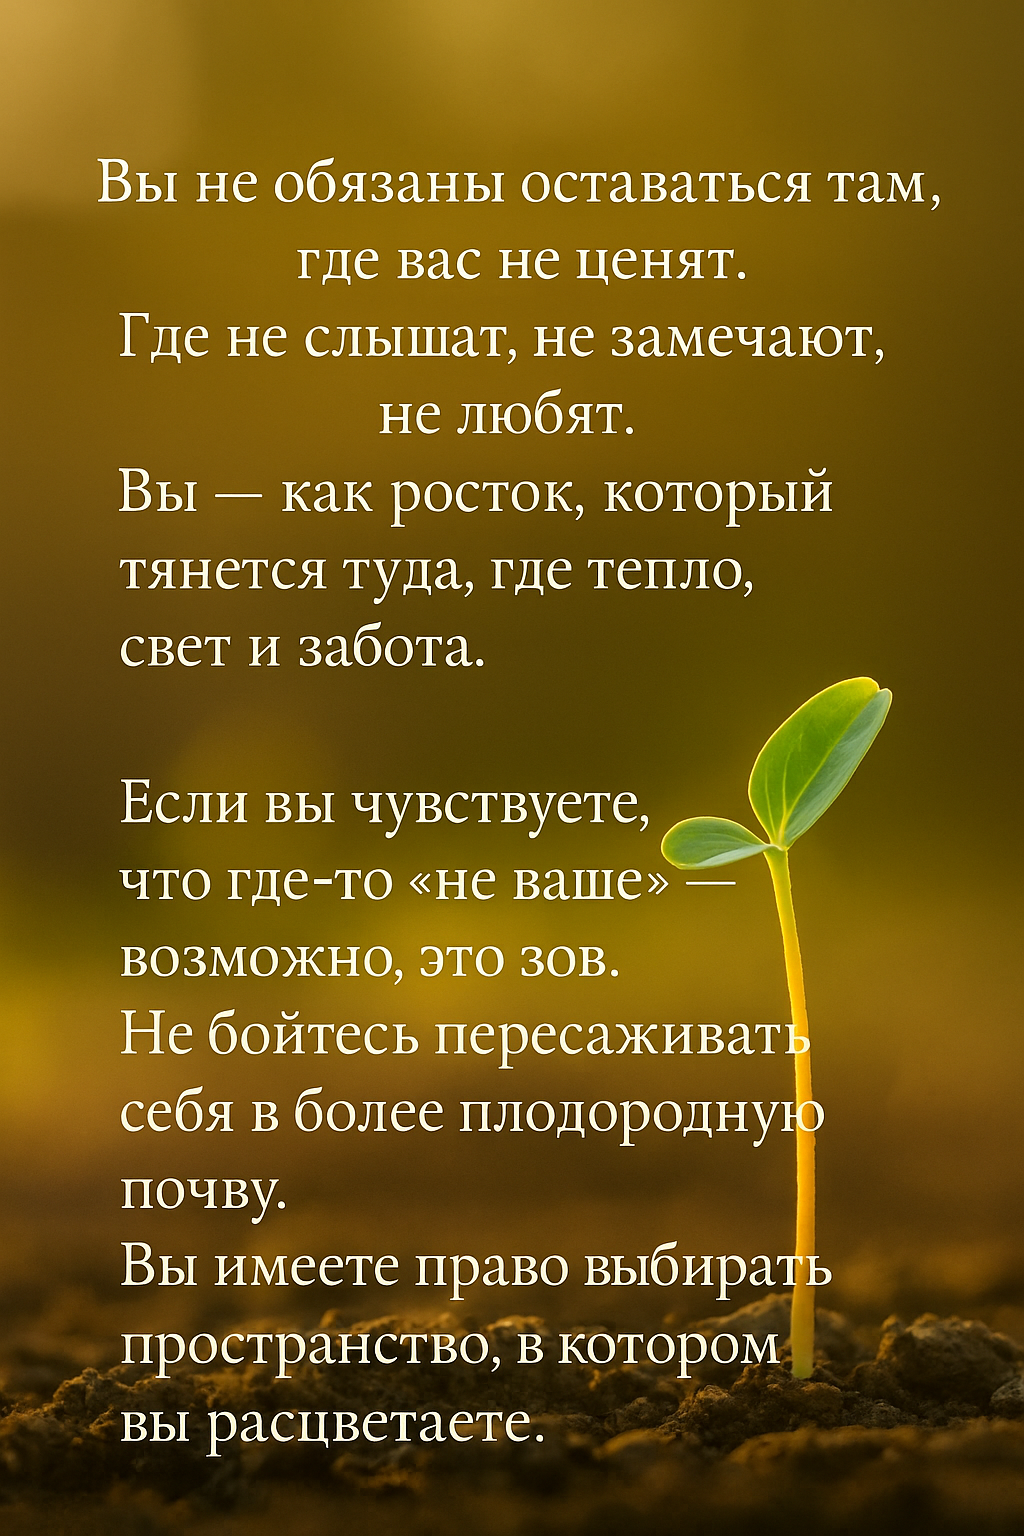 Вы не обязаны оставаться там,
где вас не ценят.
Где не слышат, не замечают,
не любят.
Вы — как росток, который
тянется туда, где тепло,
свет и забота.
Если вы чувствуете,
что где-то «не ваше» —
возможно, это зов.
Не бойтесь пересаживать
себя в более плодородную
почву.
Вы имеете право выбирать
пространство, в котором
вы расцветаете.